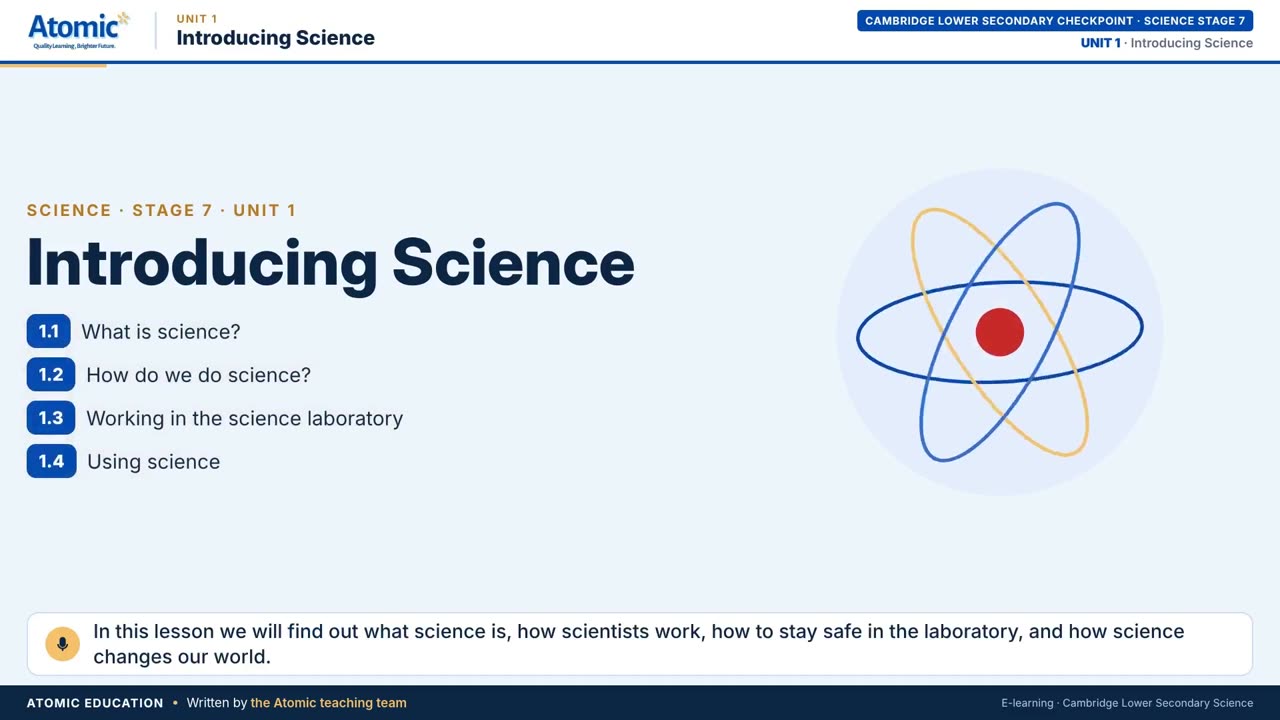 Atomic
Quality Learning, Brighter Future.
UNIT 1
Introducing Science
CAMBRIDGE LOWER SECONDARY CHECKPOINT · SCIENCE STAGE 7
UNIT 1 · Introducing Science
SCIENCE · STAGE 7 · UNIT 1
Introducing Science
1.1 What is science?
1.2 How do we do science?
1.3 Working in the science laboratory
1.4 Using science
In this lesson we will find out what science is, how scientists work, how to stay safe in the laboratory, and how science
changes our world.
ATOMIC EDUCATION • Written by the Atomic teaching team
E-learning · Cambridge Lower Secondary Science